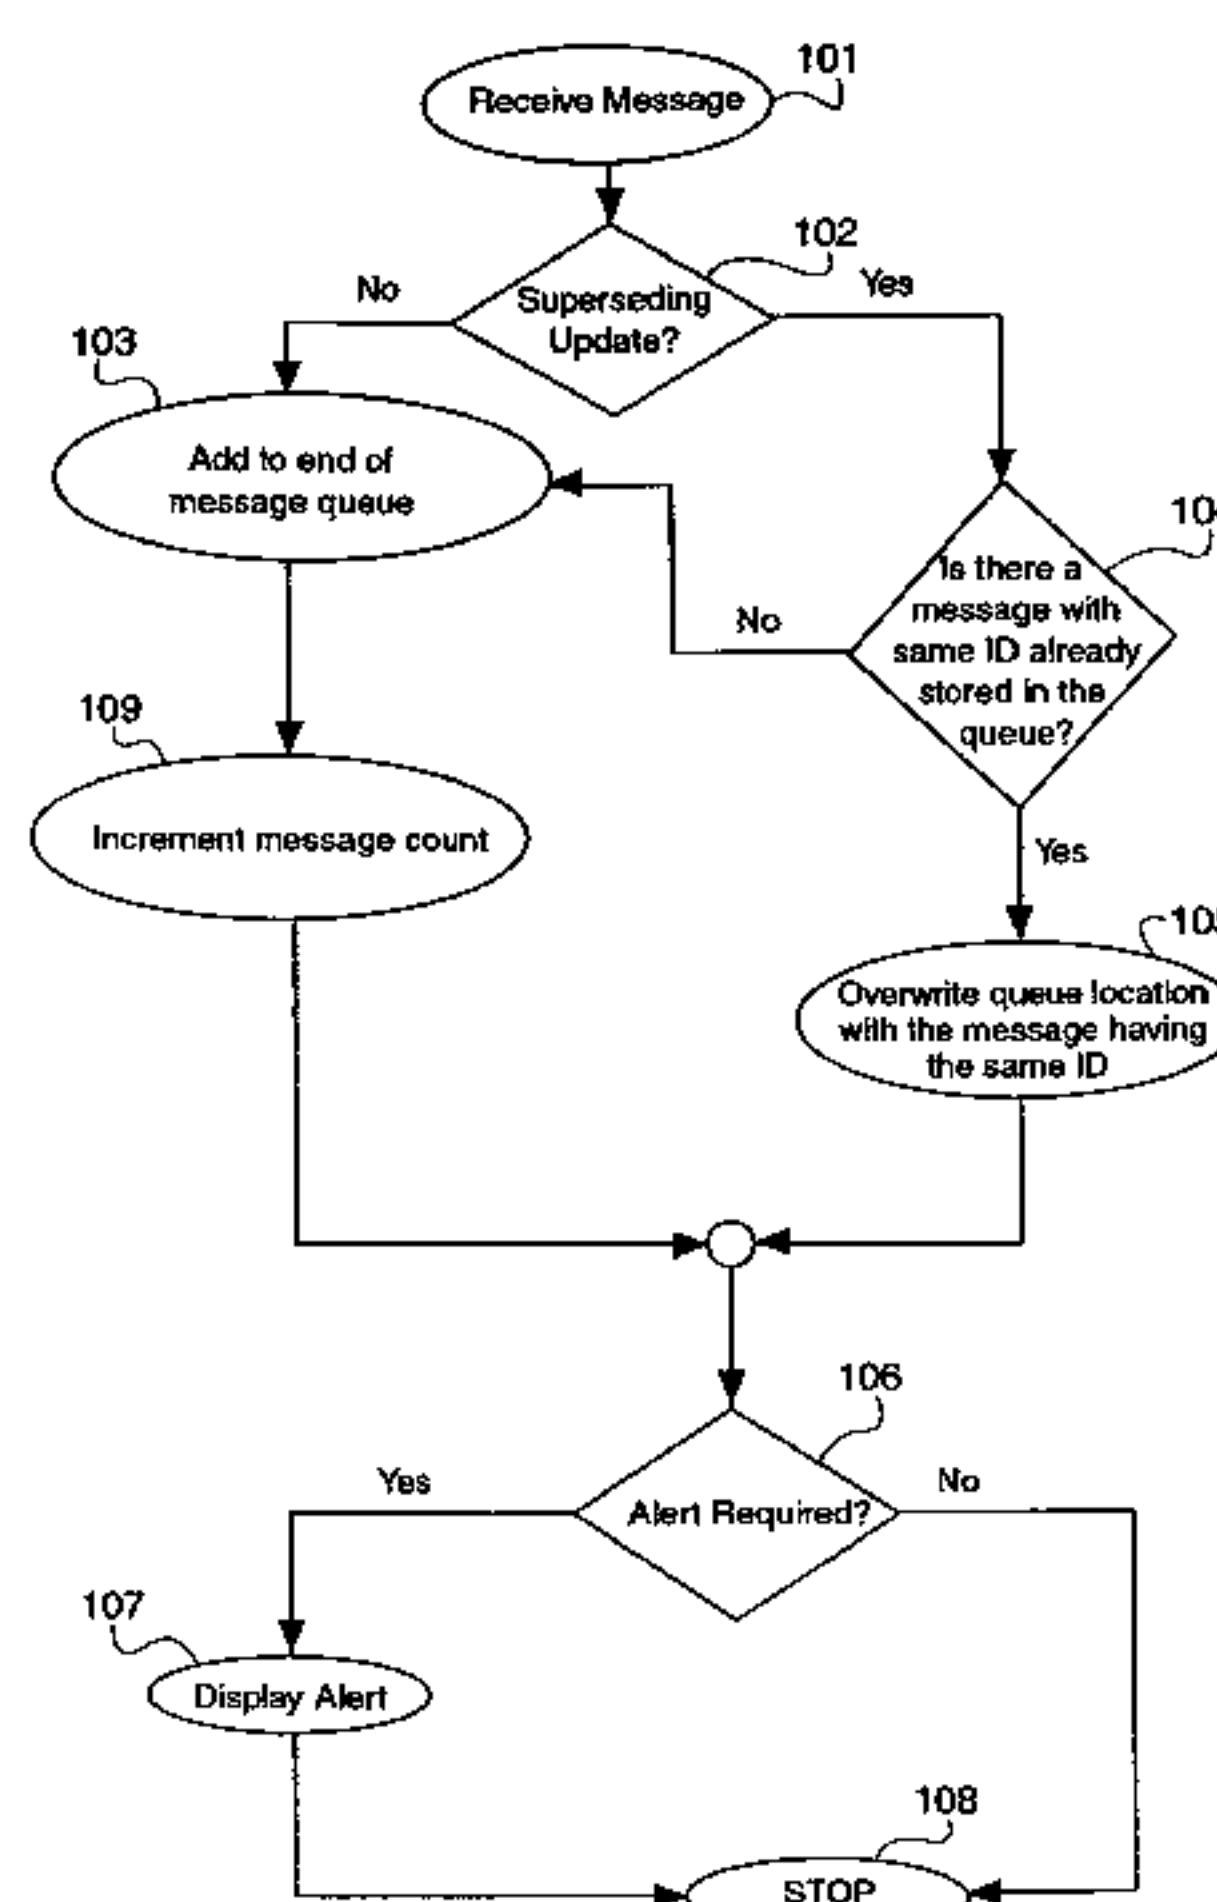 101
Receive Message
102
No
Yes
Superseding
Update?
103
Add to end of
message queue
Is there a
message with
same ID already
stored in the
queue?
No
109
Increment message count
Yes
Overwrite queue location
with the message having
the same ID
106
Yes
No
Alert Required?
107
Display Alert
108
STOP